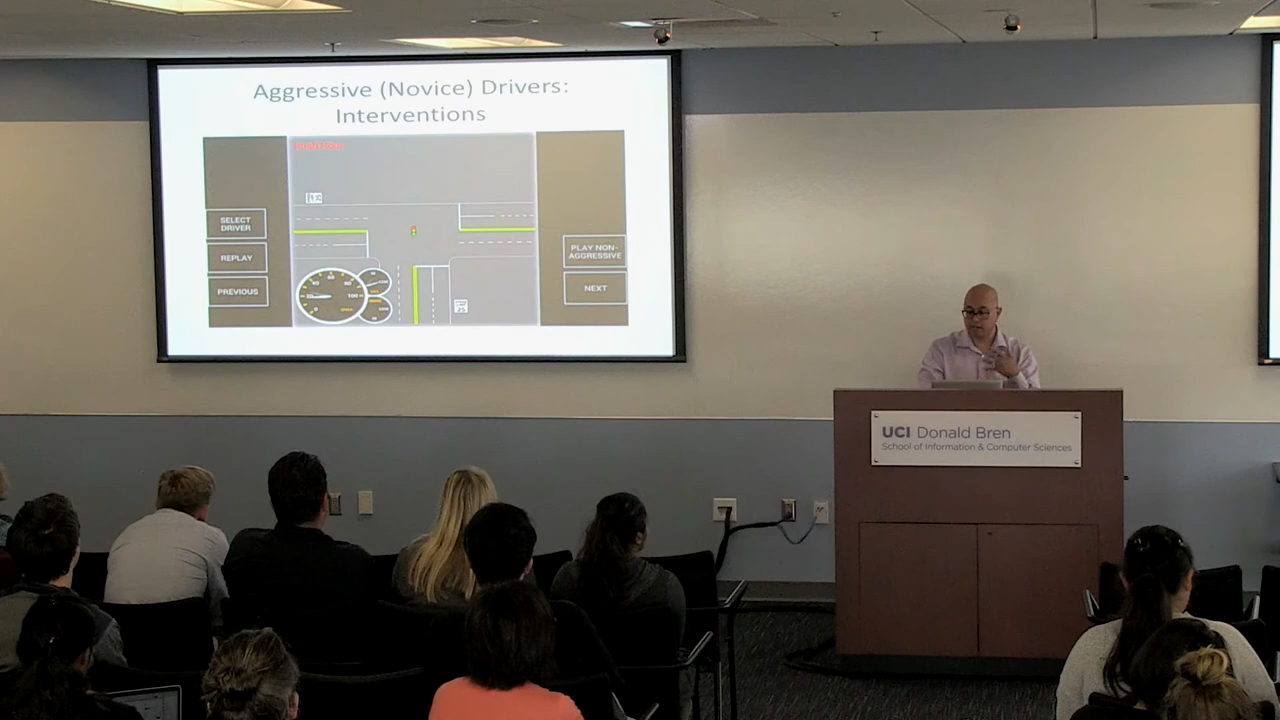 Aggressive (Novice) Drivers:
Interventions
SELECT
DRIVER
REPLAY
PREVIOUS
PLAY NON-
AGGRESSIVE
NEXT
UCI Donald Bren
School of Information & Computer Sciences